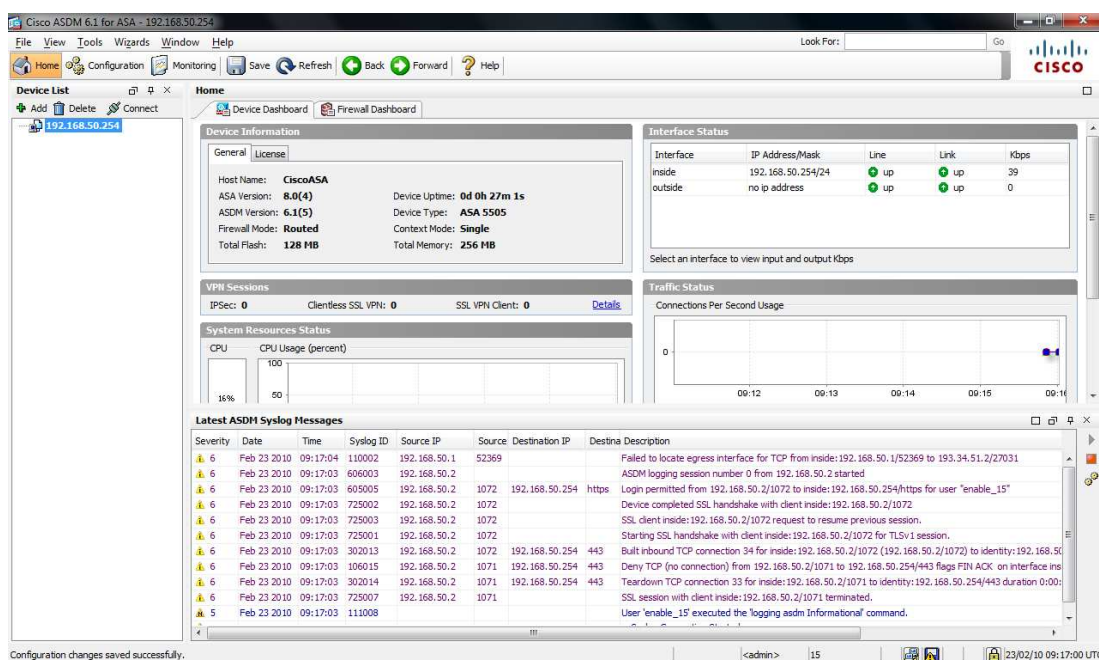 Cisco ASDM 6.1 for ASA - 192.168.50.254
File View Tools Wizards Window Help
Look For:
Go
Home Configuration Monitoring Save Refresh Back Forward Help
CISCO
Device List
Add Delete Connect
192.168.50.254
Home
Device Dashboard Firewall Dashboard
Device Information
General License
Host Name: CiscoASA
ASA Version: 8.0(4) Device Uptime: 0d 0h 27m 1s
ASDM Version: 6.1(5) Device Type: ASA 5505
Firewall Mode: Routed Context Mode: Single
Total Flash: 128 MB Total Memory: 256 MB
Interface Status
Interface IP Address/Mask Line Link Kbps
inside 192.168.50.254/24 up up 39
outside no ip address up up 0
Select an interface to view input and output Kbps
VPN Sessions
IPSec: 0 Clientless SSL VPN: 0 SSL VPN Client: 0 Details
System Resources Status
CPU CPU Usage (percent)
100
50
16%
Traffic Status
Connections Per Second Usage
0
09:12 09:13 09:14 09:15 09:16
Latest ASDM Syslog Messages
Severity Date Time Syslog ID Source IP Source Destination IP Destina Description
6 Feb 23 2010 09:17:04 110002 192.168.50.1 52369 Failed to locate egress interface for TCP from inside:192.168.50.1/52369 to 193.34.51.2/27031
6 Feb 23 2010 09:17:03 606003 192.168.50.2 ASDM logging session number 0 from 192.168.50.2 started
6 Feb 23 2010 09:17:03 605005 192.168.50.2 1072 192.168.50.254 https Login permitted from 192.168.50.2/1072 to inside:192.168.50.254/https for user "enable_15"
6 Feb 23 2010 09:17:03 725002 192.168.50.2 1072 Device completed SSL handshake with client inside:192.168.50.2/1072
6 Feb 23 2010 09:17:03 725003 192.168.50.2 1072 SSL client inside:192.168.50.2/1072 request to resume previous session.
6 Feb 23 2010 09:17:03 725001 192.168.50.2 1072 Starting SSL handshake with client inside:192.168.50.2/1072 for TLSv1 session.
6 Feb 23 2010 09:17:03 302013 192.168.50.2 1072 192.168.50.254 443 Built inbound TCP connection 34 for inside:192.168.50.2/1072 (192.168.50.2/1072) to identity:192.168.50
6 Feb 23 2010 09:17:03 106015 192.168.50.2 1071 192.168.50.254 443 Deny TCP (no connection) from 192.168.50.2/1071 to 192.168.50.254/443 flags FIN ACK on interface ins
6 Feb 23 2010 09:17:03 302014 192.168.50.2 1071 192.168.50.254 443 Teardown TCP connection 33 for inside:192.168.50.2/1071 to identity:192.168.50.254/443 duration 0:00:
6 Feb 23 2010 09:17:03 725007 192.168.50.2 1071 SSL session with client inside:192.168.50.2/1071 terminated.
5 Feb 23 2010 09:17:03 111008 User 'enable_15' executed the 'logging asdm Informational' command.
Configuration changes saved successfully.
<admin> 15 23/02/10 09:17:00 UTC